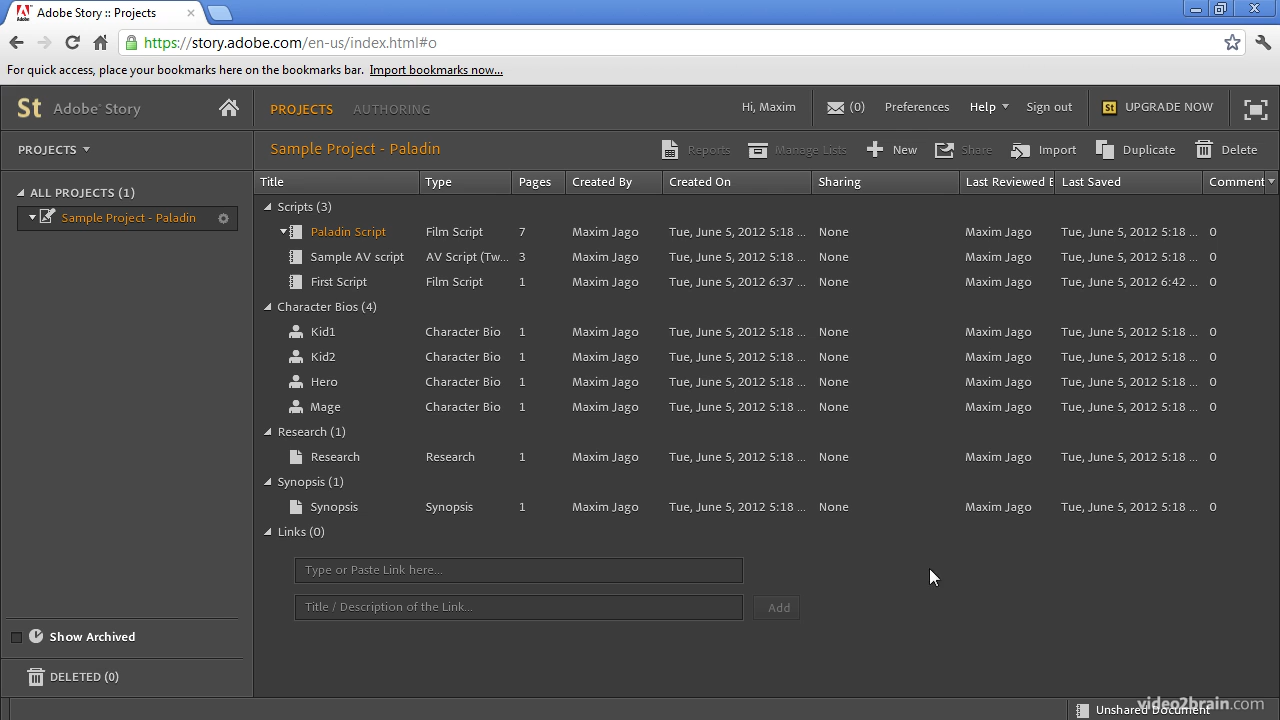 Adobe Story :: Projects
https://story.adobe.com/en-us/index.html#o
For quick access, place your bookmarks here on the bookmarks bar. Import bookmarks now...
St Adobe Story PROJECTS AUTHORING Hi, Maxim (0) Preferences Help Sign out St UPGRADE NOW
PROJECTS Sample Project - Paladin Reports Manage Lists New Share Import Duplicate Delete
Title Type Pages Created By Created On Sharing Last Reviewed Last Saved Comment
ALL PROJECTS (1)
Sample Project - Paladin
Scripts (3)
Paladin Script Film Script 7 Maxim Jago Tue, June 5, 2012 5:18 ... None Maxim Jago Tue, June 5, 2012 5:18 ... 0
Sample AV script AV Script (Tw... 3 Maxim Jago Tue, June 5, 2012 5:18 ... None Maxim Jago Tue, June 5, 2012 5:18 ... 0
First Script Film Script 1 Maxim Jago Tue, June 5, 2012 6:37 ... None Maxim Jago Tue, June 5, 2012 6:42 ... 0
Character Bios (4)
Kid1 Character Bio 1 Maxim Jago Tue, June 5, 2012 5:18 ... None Maxim Jago Tue, June 5, 2012 5:18 ... 0
Kid2 Character Bio 1 Maxim Jago Tue, June 5, 2012 5:18 ... None Maxim Jago Tue, June 5, 2012 5:18 ... 0
Hero Character Bio 1 Maxim Jago Tue, June 5, 2012 5:18 ... None Maxim Jago Tue, June 5, 2012 5:18 ... 0
Mage Character Bio 1 Maxim Jago Tue, June 5, 2012 5:18 ... None Maxim Jago Tue, June 5, 2012 5:18 ... 0
Research (1)
Research Research 1 Maxim Jago Tue, June 5, 2012 5:18 ... None Maxim Jago Tue, June 5, 2012 5:18 ... 0
Synopsis (1)
Synopsis Synopsis 1 Maxim Jago Tue, June 5, 2012 5:18 ... None Maxim Jago Tue, June 5, 2012 5:18 ... 0
Links (0)
Type or Paste Link here...
Title / Description of the Link... Add
Show Archived
DELETED (0)
Unshared Document
video2brain.com